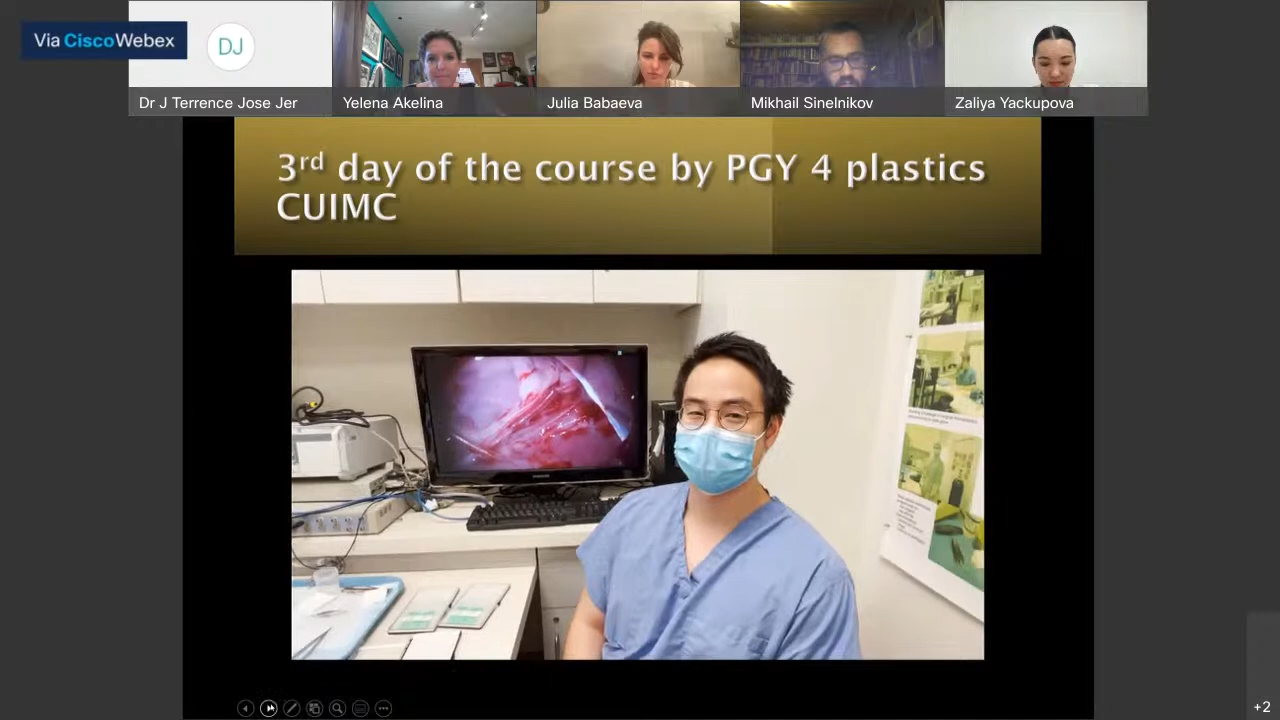 Via CiscoWebex
DJ
Dr J Terrence Jose Jer
Yelena Akelina
Julia Babaeva
Mikhail Sinelnikov
Zaliya Yackupova
3rd day of the course by PGY 4 plastics
CUIMC
+2